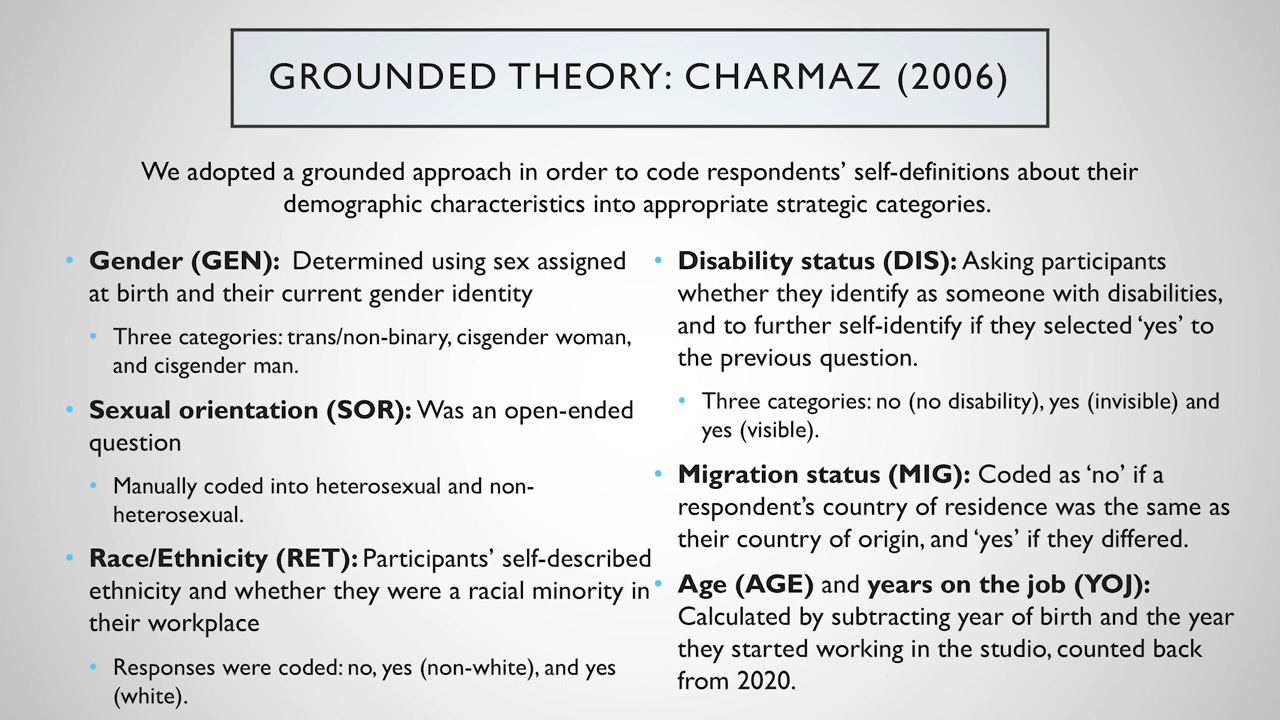 GROUNDED THEORY: CHARMAZ (2006)
We adopted a grounded approach in order to code respondents’ self-definitions about their
demographic characteristics into appropriate strategic categories.
• Gender (GEN): Determined using sex assigned
at birth and their current gender identity
• Three categories: trans/non-binary, cisgender woman,
and cisgender man.
• Sexual orientation (SOR): Was an open-ended
question
• Manually coded into heterosexual and non-
heterosexual.
• Race/Ethnicity (RET): Participants’ self-described
ethnicity and whether they were a racial minority in
their workplace
• Responses were coded: no, yes (non-white), and yes
(white).
• Disability status (DIS): Asking participants
whether they identify as someone with disabilities,
and to further self-identify if they selected ‘yes’ to
the previous question.
• Three categories: no (no disability), yes (invisible) and
yes (visible).
• Migration status (MIG): Coded as ‘no’ if a
respondent’s country of residence was the same as
their country of origin, and ‘yes’ if they differed.
• Age (AGE) and years on the job (YOJ):
Calculated by subtracting year of birth and the year
they started working in the studio, counted back
from 2020.